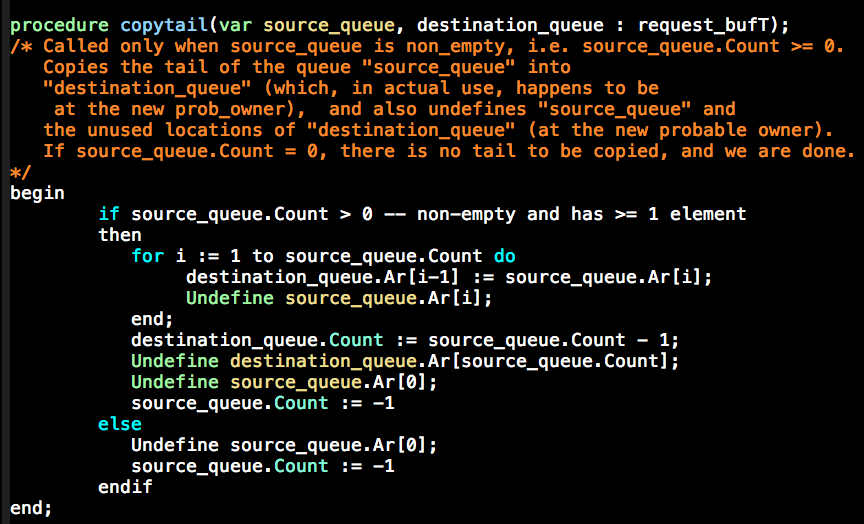 procedure copytail(var source_queue, destination_queue : request_bufT);
/* Called only when source_queue is non_empty, i.e. source_queue.Count >= 0.
   Copies the tail of the queue "source_queue" into
   "destination_queue" (which, in actual use, happens to be
    at the new prob_owner),  and also undefines "source_queue" and
   the unused locations of "destination_queue" (at the new probable owner).
   If source_queue.Count = 0, there is no tail to be copied, and we are done.
*/
begin
        if source_queue.Count > 0 -- non-empty and has >= 1 element
        then
           for i := 1 to source_queue.Count do
                destination_queue.Ar[i-1] := source_queue.Ar[i];
                Undefine source_queue.Ar[i];
           end;
           destination_queue.Count := source_queue.Count - 1;
           Undefine destination_queue.Ar[source_queue.Count];
           Undefine source_queue.Ar[0];
           source_queue.Count := -1
        else
           Undefine source_queue.Ar[0];
           source_queue.Count := -1
        endif
end;